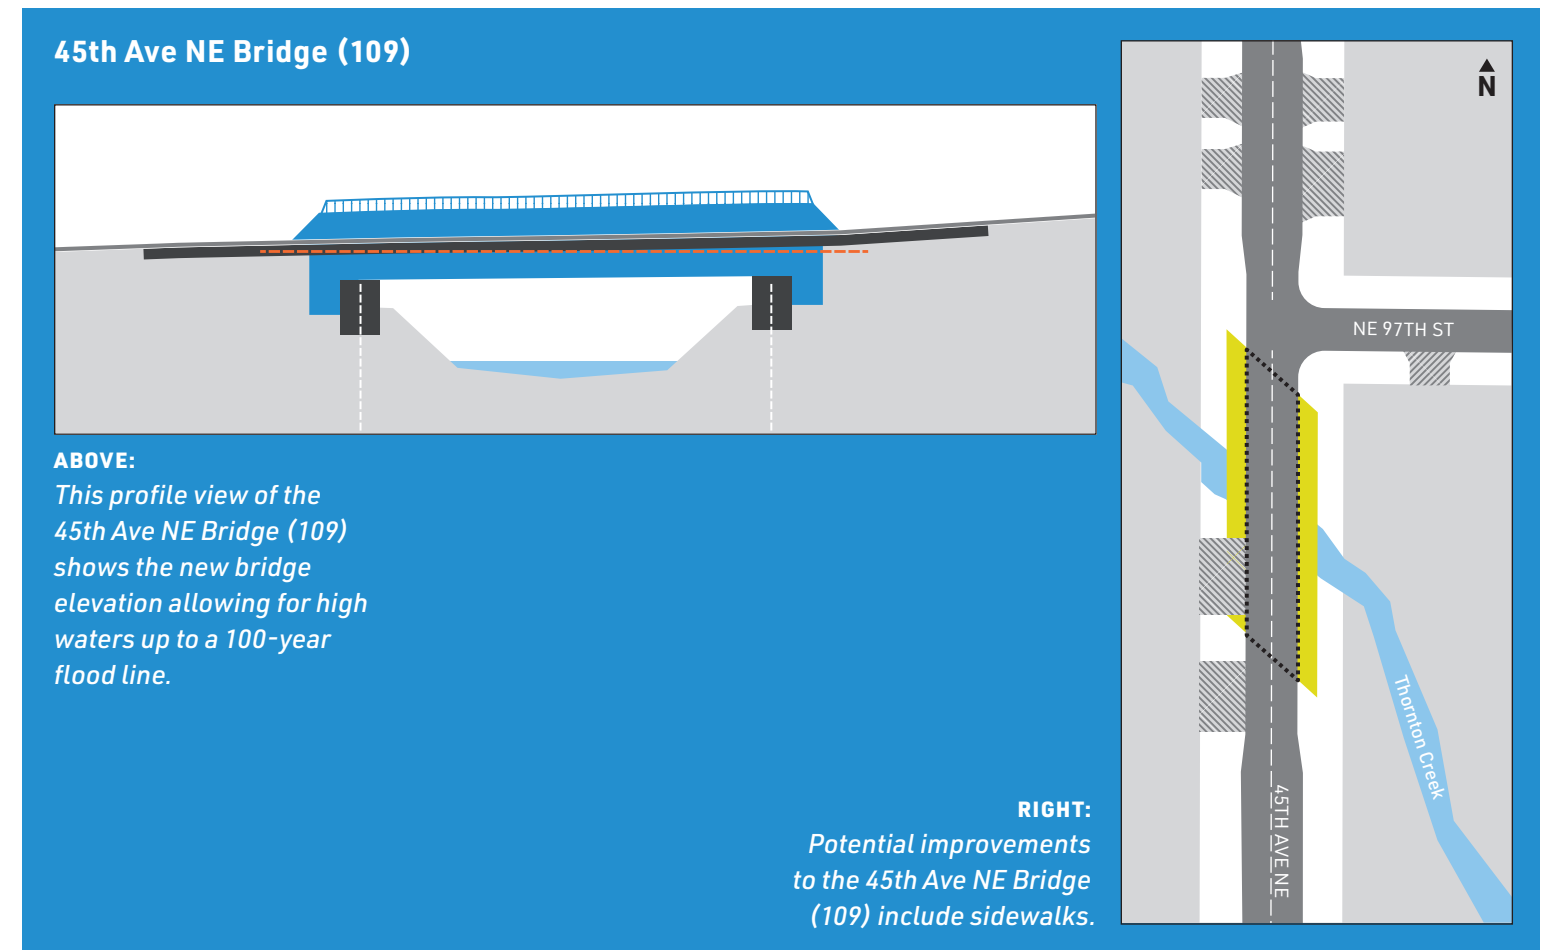 45th Ave NE Bridge (109)
ABOVE:
This profile view of the
45th Ave NE Bridge (109)
shows the new bridge
elevation allowing for high
waters up to a 100-year
flood line.
RIGHT:
Potential improvements
to the 45th Ave NE Bridge
(109) include sidewalks.
N
NE 97TH ST
Thornton Creek
45TH AVE NE